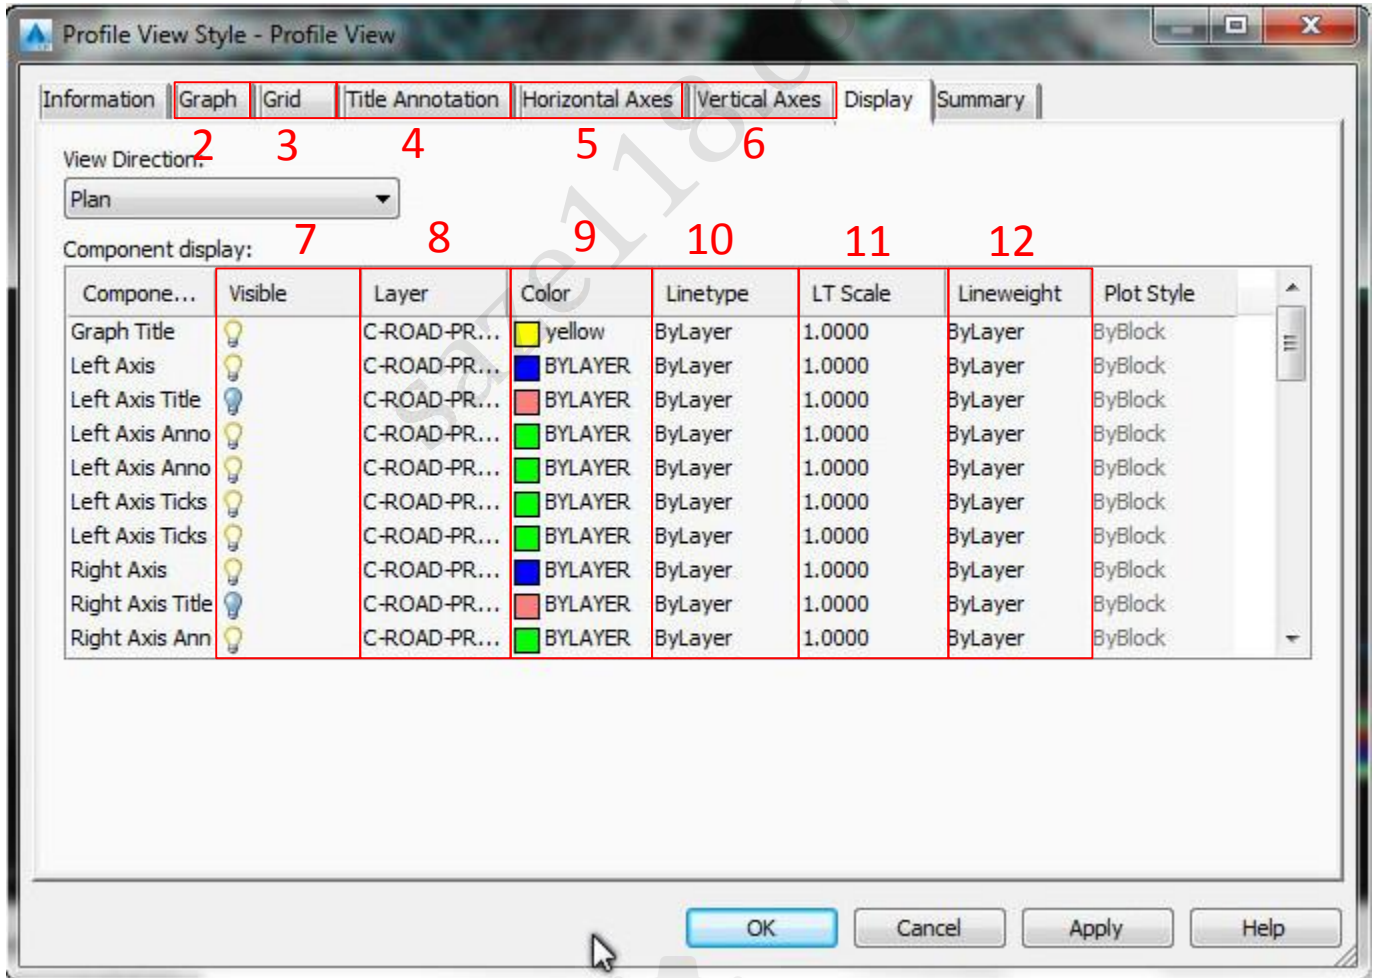 Profile View Style - Profile View
Information Graph Grid Title Annotation Horizontal Axes Vertical Axes Display Summary
2 3 4 5 6
View Direction:
Plan
7 8 9 10 11 12
Component display:
Compone... Visible Layer Color Linetype LT Scale Lineweight Plot Style
Graph Title C-ROAD-PR... yellow ByLayer 1.0000 ByLayer ByBlock
Left Axis C-ROAD-PR... BYLAYER ByLayer 1.0000 ByLayer ByBlock
Left Axis Title C-ROAD-PR... BYLAYER ByLayer 1.0000 ByLayer ByBlock
Left Axis Anno C-ROAD-PR... BYLAYER ByLayer 1.0000 ByLayer ByBlock
Left Axis Anno C-ROAD-PR... BYLAYER ByLayer 1.0000 ByLayer ByBlock
Left Axis Ticks C-ROAD-PR... BYLAYER ByLayer 1.0000 ByLayer ByBlock
Left Axis Ticks C-ROAD-PR... BYLAYER ByLayer 1.0000 ByLayer ByBlock
Right Axis C-ROAD-PR... BYLAYER ByLayer 1.0000 ByLayer ByBlock
Right Axis Title C-ROAD-PR... BYLAYER ByLayer 1.0000 ByLayer ByBlock
Right Axis Ann C-ROAD-PR... BYLAYER ByLayer 1.0000 ByLayer ByBlock
OK Cancel Apply Help